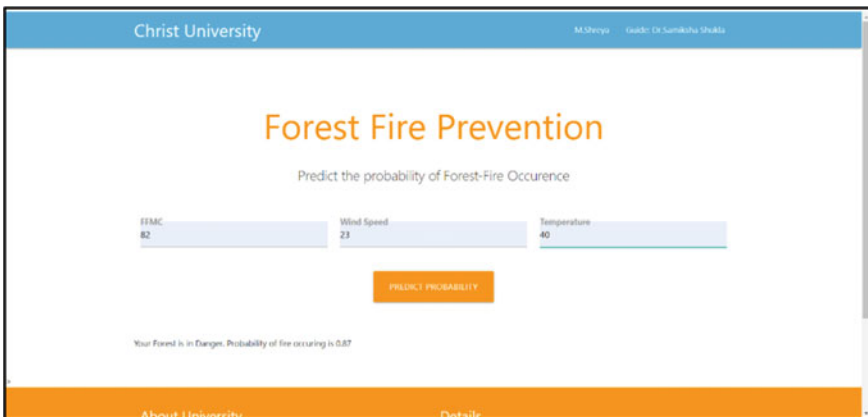 Christ University M.Shreya Guide: Dr.Samiksha Shukla
Forest Fire Prevention
Predict the probability of Forest-Fire Occurence
FFMC Wind Speed Temperature
82 23 40
PREDICT PROBABILITY
Your Forest is in Danger. Probability of fire occuring is 0.87
About University Details